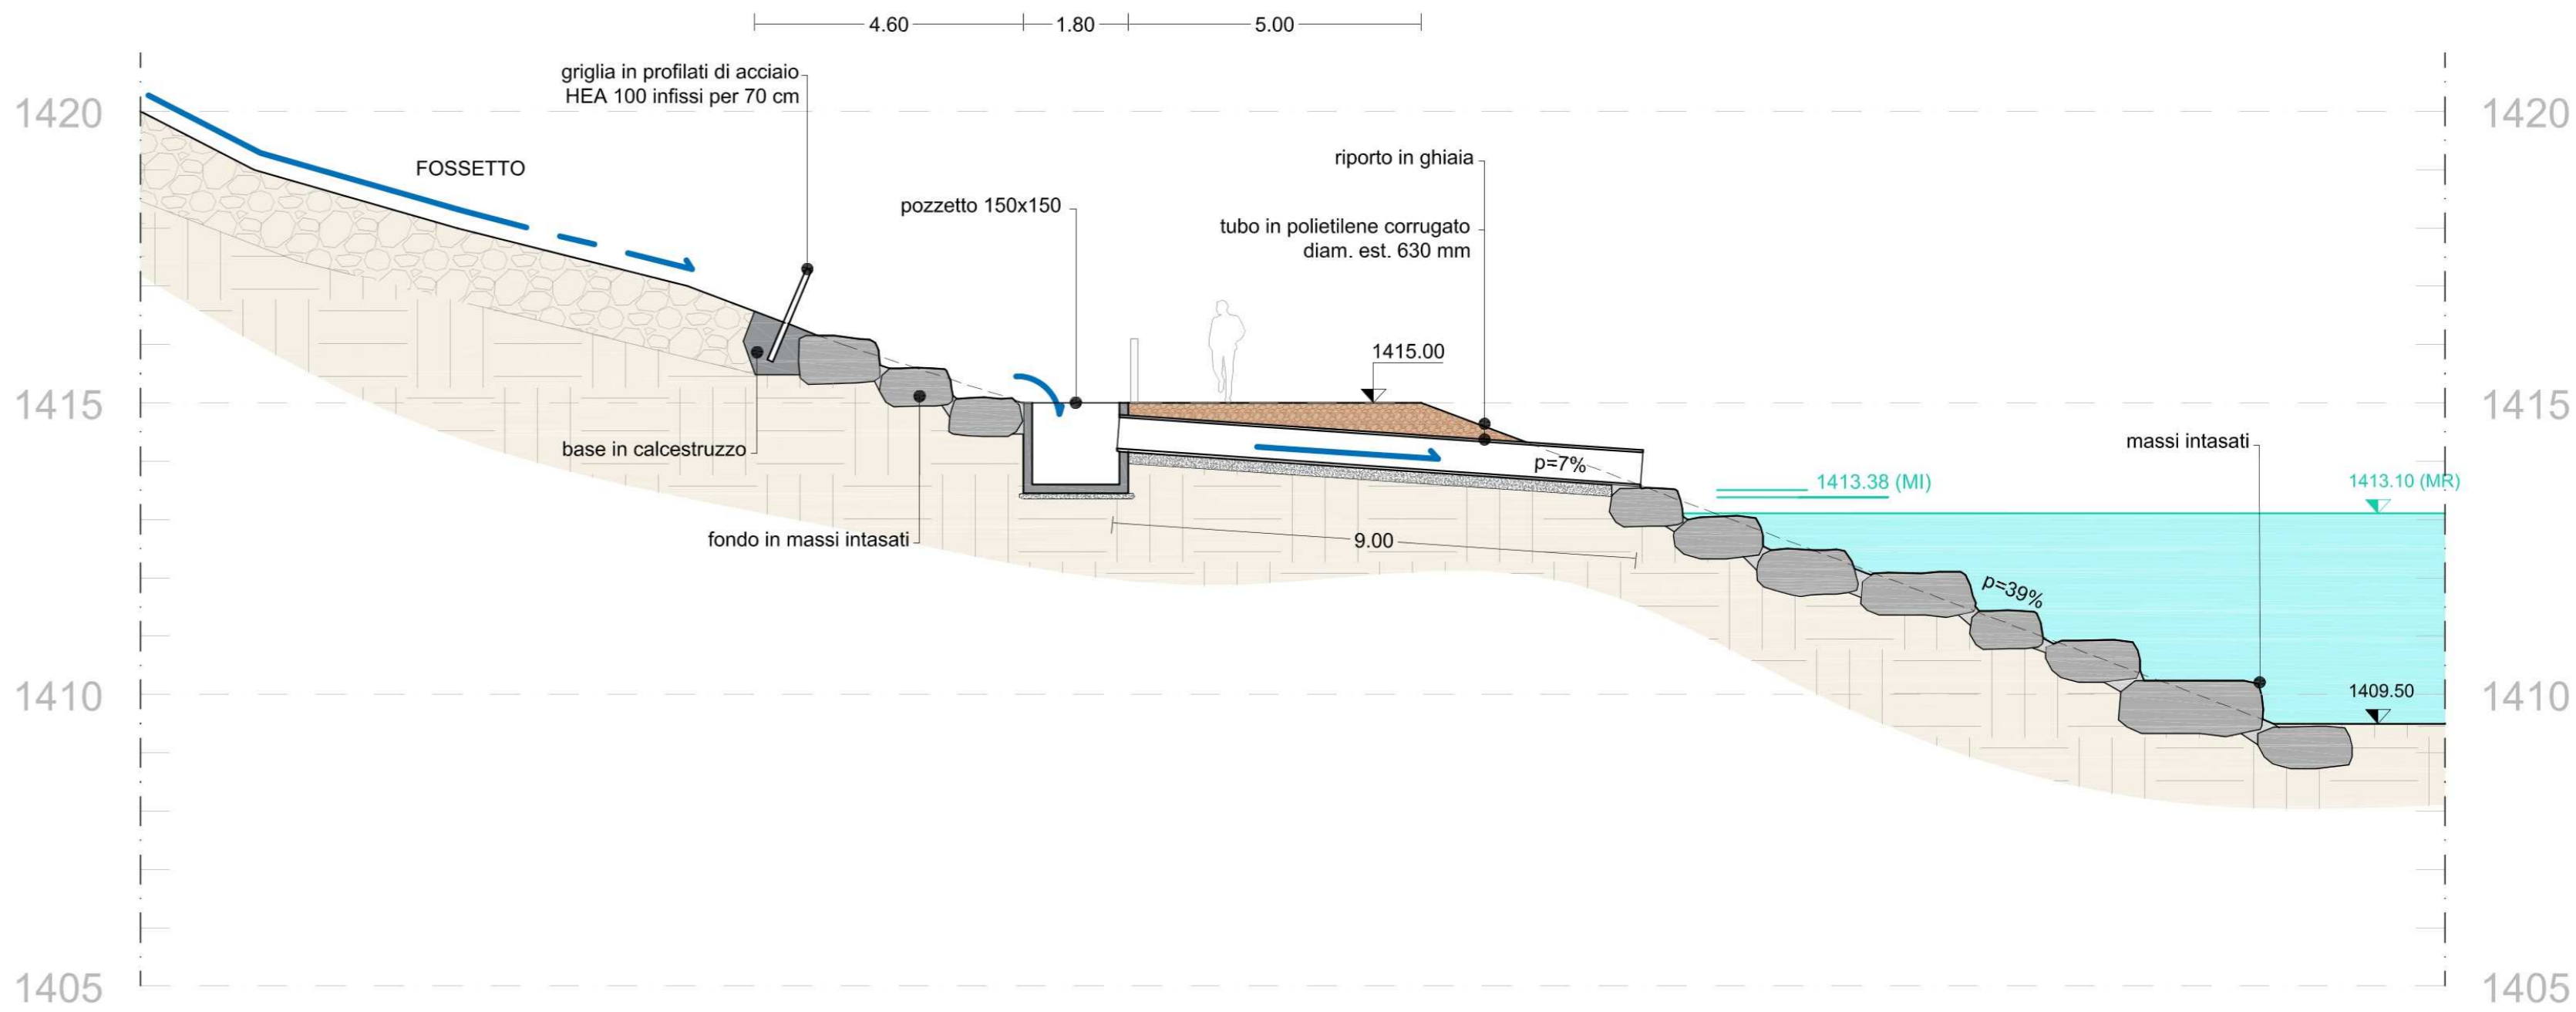 4.60
1.80
5.00
griglia in profilati di acciaio
HEA 100 infissi per 70 cm
1420
1420
FOSSETTO
riporto in ghiaia
pozzetto 150x150
tubo in polietilene corrugato
diam. est. 630 mm
1415.00
1415
1415
base in calcestruzzo
massi intasati
p=7%
1413.38 (MI)
1413.10 (MR)
fondo in massi intasati
9.00
p=39%
1409.50
1410
1410
1405
1405